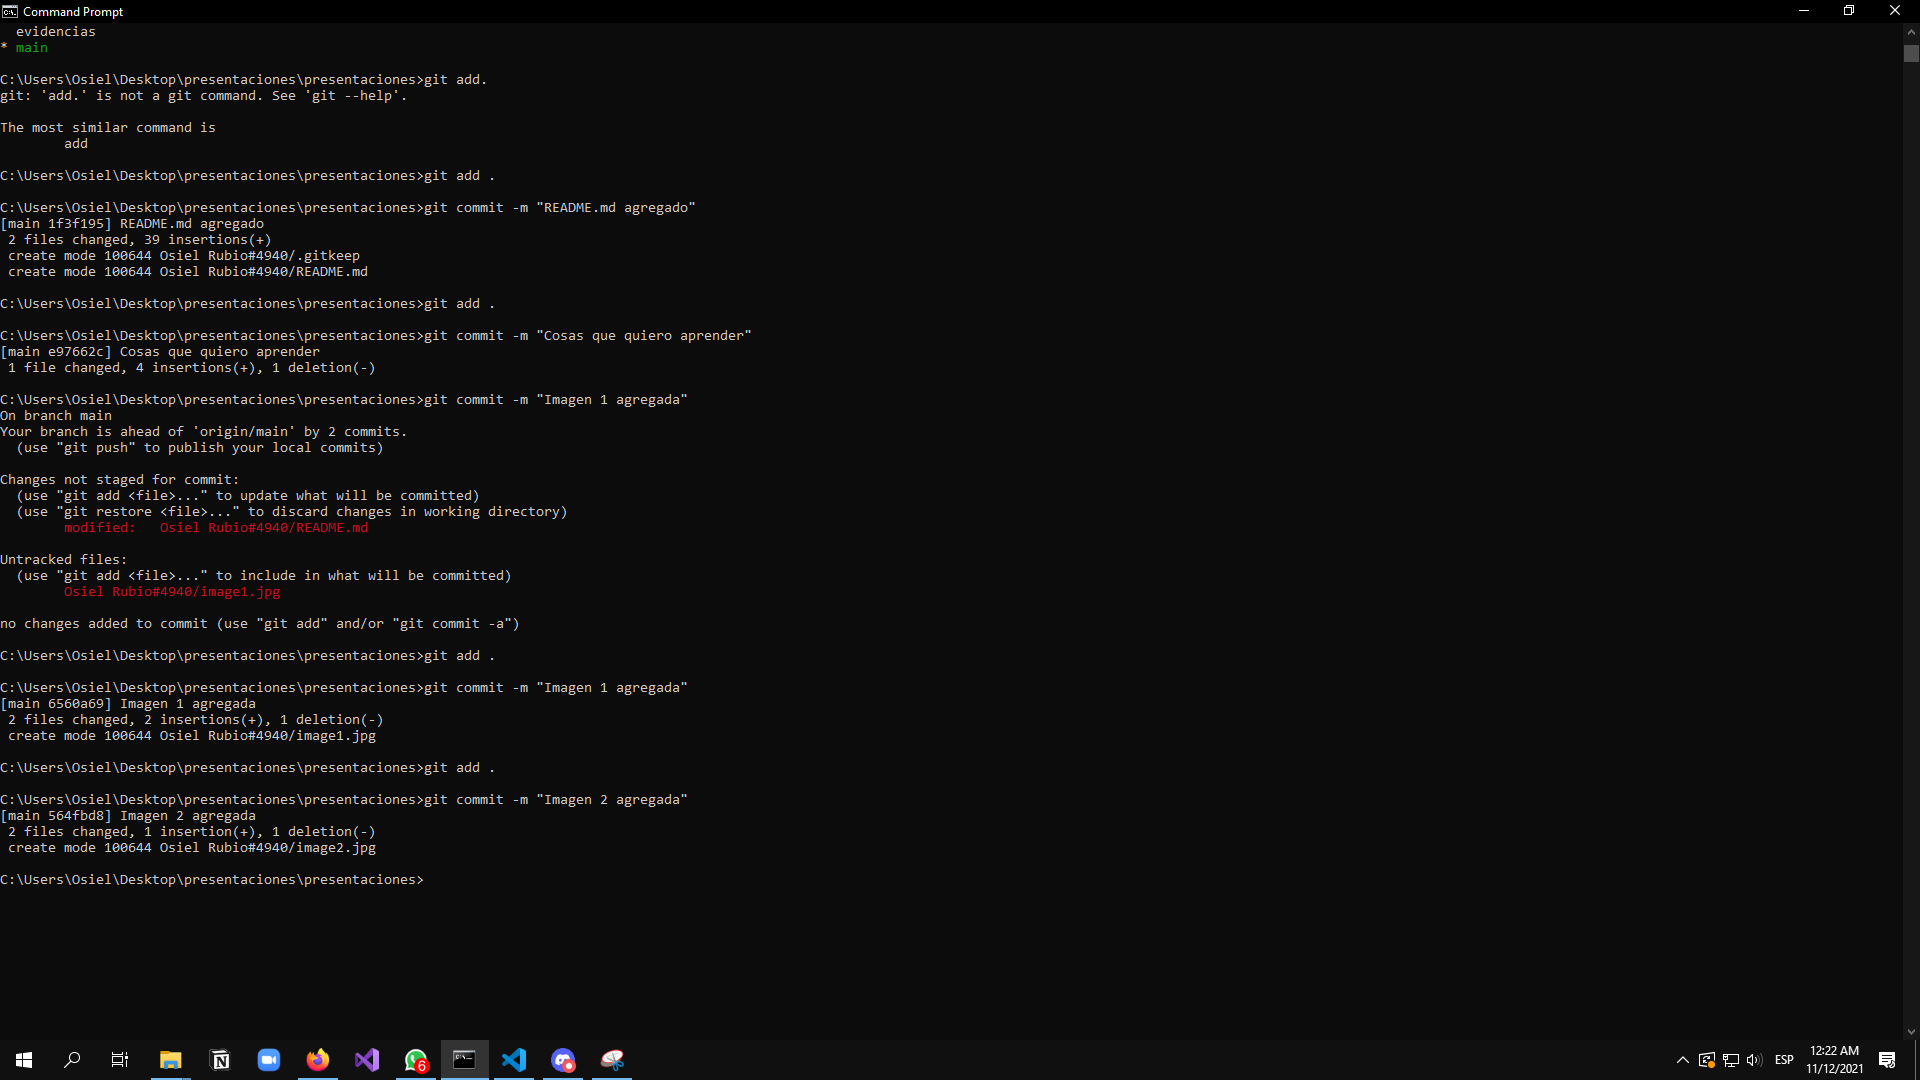 Command Prompt
  evidencias
* main

C:\Users\Osiel\Desktop\presentaciones\presentaciones>git add.
git: 'add.' is not a git command. See 'git --help'.

The most similar command is
        add

C:\Users\Osiel\Desktop\presentaciones\presentaciones>git add .

C:\Users\Osiel\Desktop\presentaciones\presentaciones>git commit -m "README.md agregado"
[main 1f3f195] README.md agregado
 2 files changed, 39 insertions(+)
 create mode 100644 Osiel Rubio#4940/.gitkeep
 create mode 100644 Osiel Rubio#4940/README.md

C:\Users\Osiel\Desktop\presentaciones\presentaciones>git add .

C:\Users\Osiel\Desktop\presentaciones\presentaciones>git commit -m "Cosas que quiero aprender"
[main e97662c] Cosas que quiero aprender
 1 file changed, 4 insertions(+), 1 deletion(-)

C:\Users\Osiel\Desktop\presentaciones\presentaciones>git commit -m "Imagen 1 agregada"
On branch main
Your branch is ahead of 'origin/main' by 2 commits.
  (use "git push" to publish your local commits)

Changes not staged for commit:
  (use "git add <file>..." to update what will be committed)
  (use "git restore <file>..." to discard changes in working directory)
        modified:   Osiel Rubio#4940/README.md

Untracked files:
  (use "git add <file>..." to include in what will be committed)
        Osiel Rubio#4940/image1.jpg

no changes added to commit (use "git add" and/or "git commit -a")

C:\Users\Osiel\Desktop\presentaciones\presentaciones>git add .

C:\Users\Osiel\Desktop\presentaciones\presentaciones>git commit -m "Imagen 1 agregada"
[main 6560a69] Imagen 1 agregada
 2 files changed, 2 insertions(+), 1 deletion(-)
 create mode 100644 Osiel Rubio#4940/image1.jpg

C:\Users\Osiel\Desktop\presentaciones\presentaciones>git add .

C:\Users\Osiel\Desktop\presentaciones\presentaciones>git commit -m "Imagen 2 agregada"
[main 564fbd8] Imagen 2 agregada
 2 files changed, 1 insertion(+), 1 deletion(-)
 create mode 100644 Osiel Rubio#4940/image2.jpg

C:\Users\Osiel\Desktop\presentaciones\presentaciones>
6
ESP
12:22 AM
11/12/2021